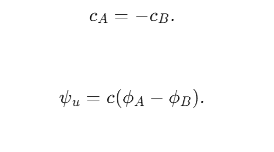 c_A = −c_B.
ψ_u = c(ϕ_A − ϕ_B).